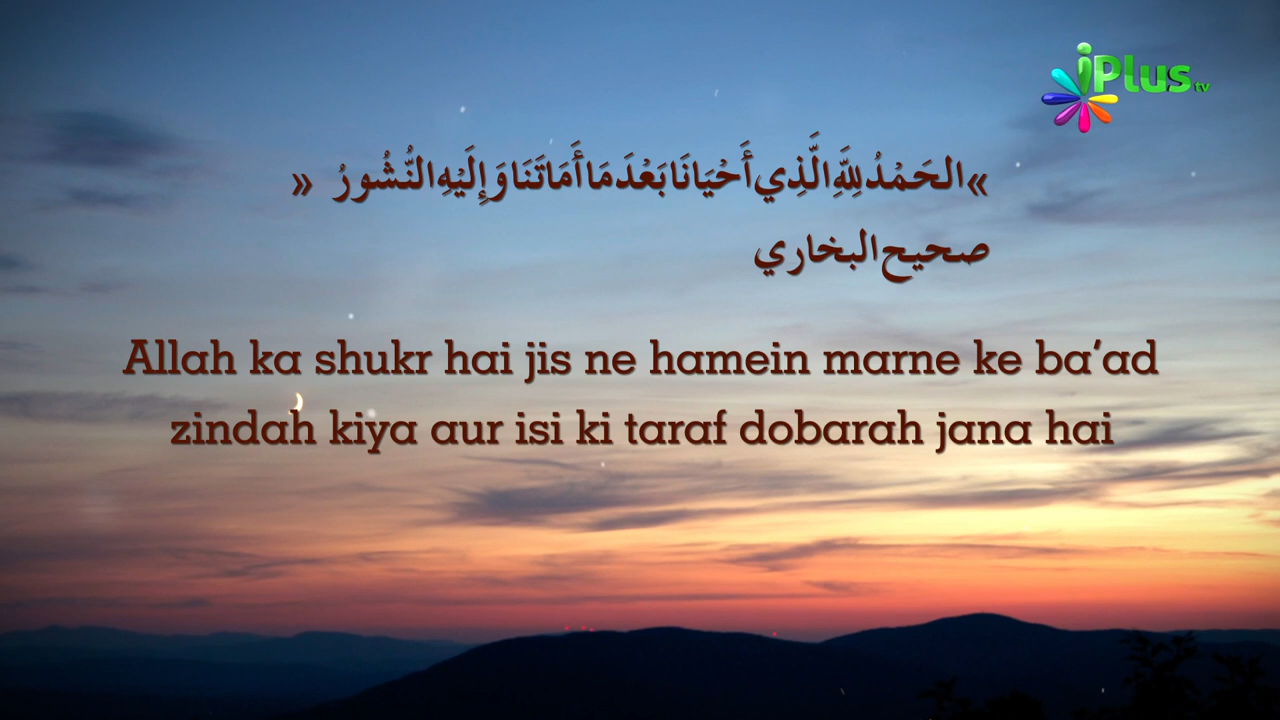 iPlus tv
»الحَمْدُ لِلَّهِ الَّذِي أَحْيَانَا بَعْدَ مَا أَمَاتَنَا وَإِلَيْهِ النُّشُورُ «
صحيح البخاري
Allah ka shukr hai jis ne hamein marne ke ba’ad
zindah kiya aur isi ki taraf dobarah jana hai